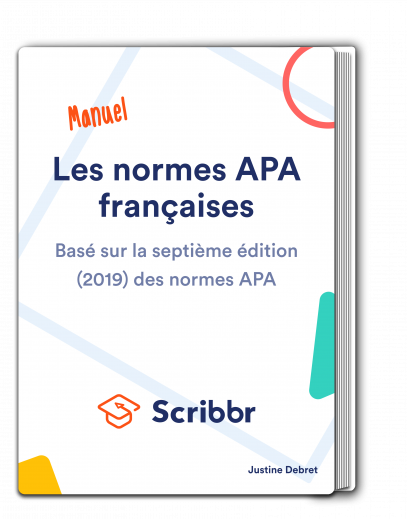 Manuel
Les normes APA
françaises
Basé sur la septième édition
(2019) des normes APA
Scribbr
Justine Debret